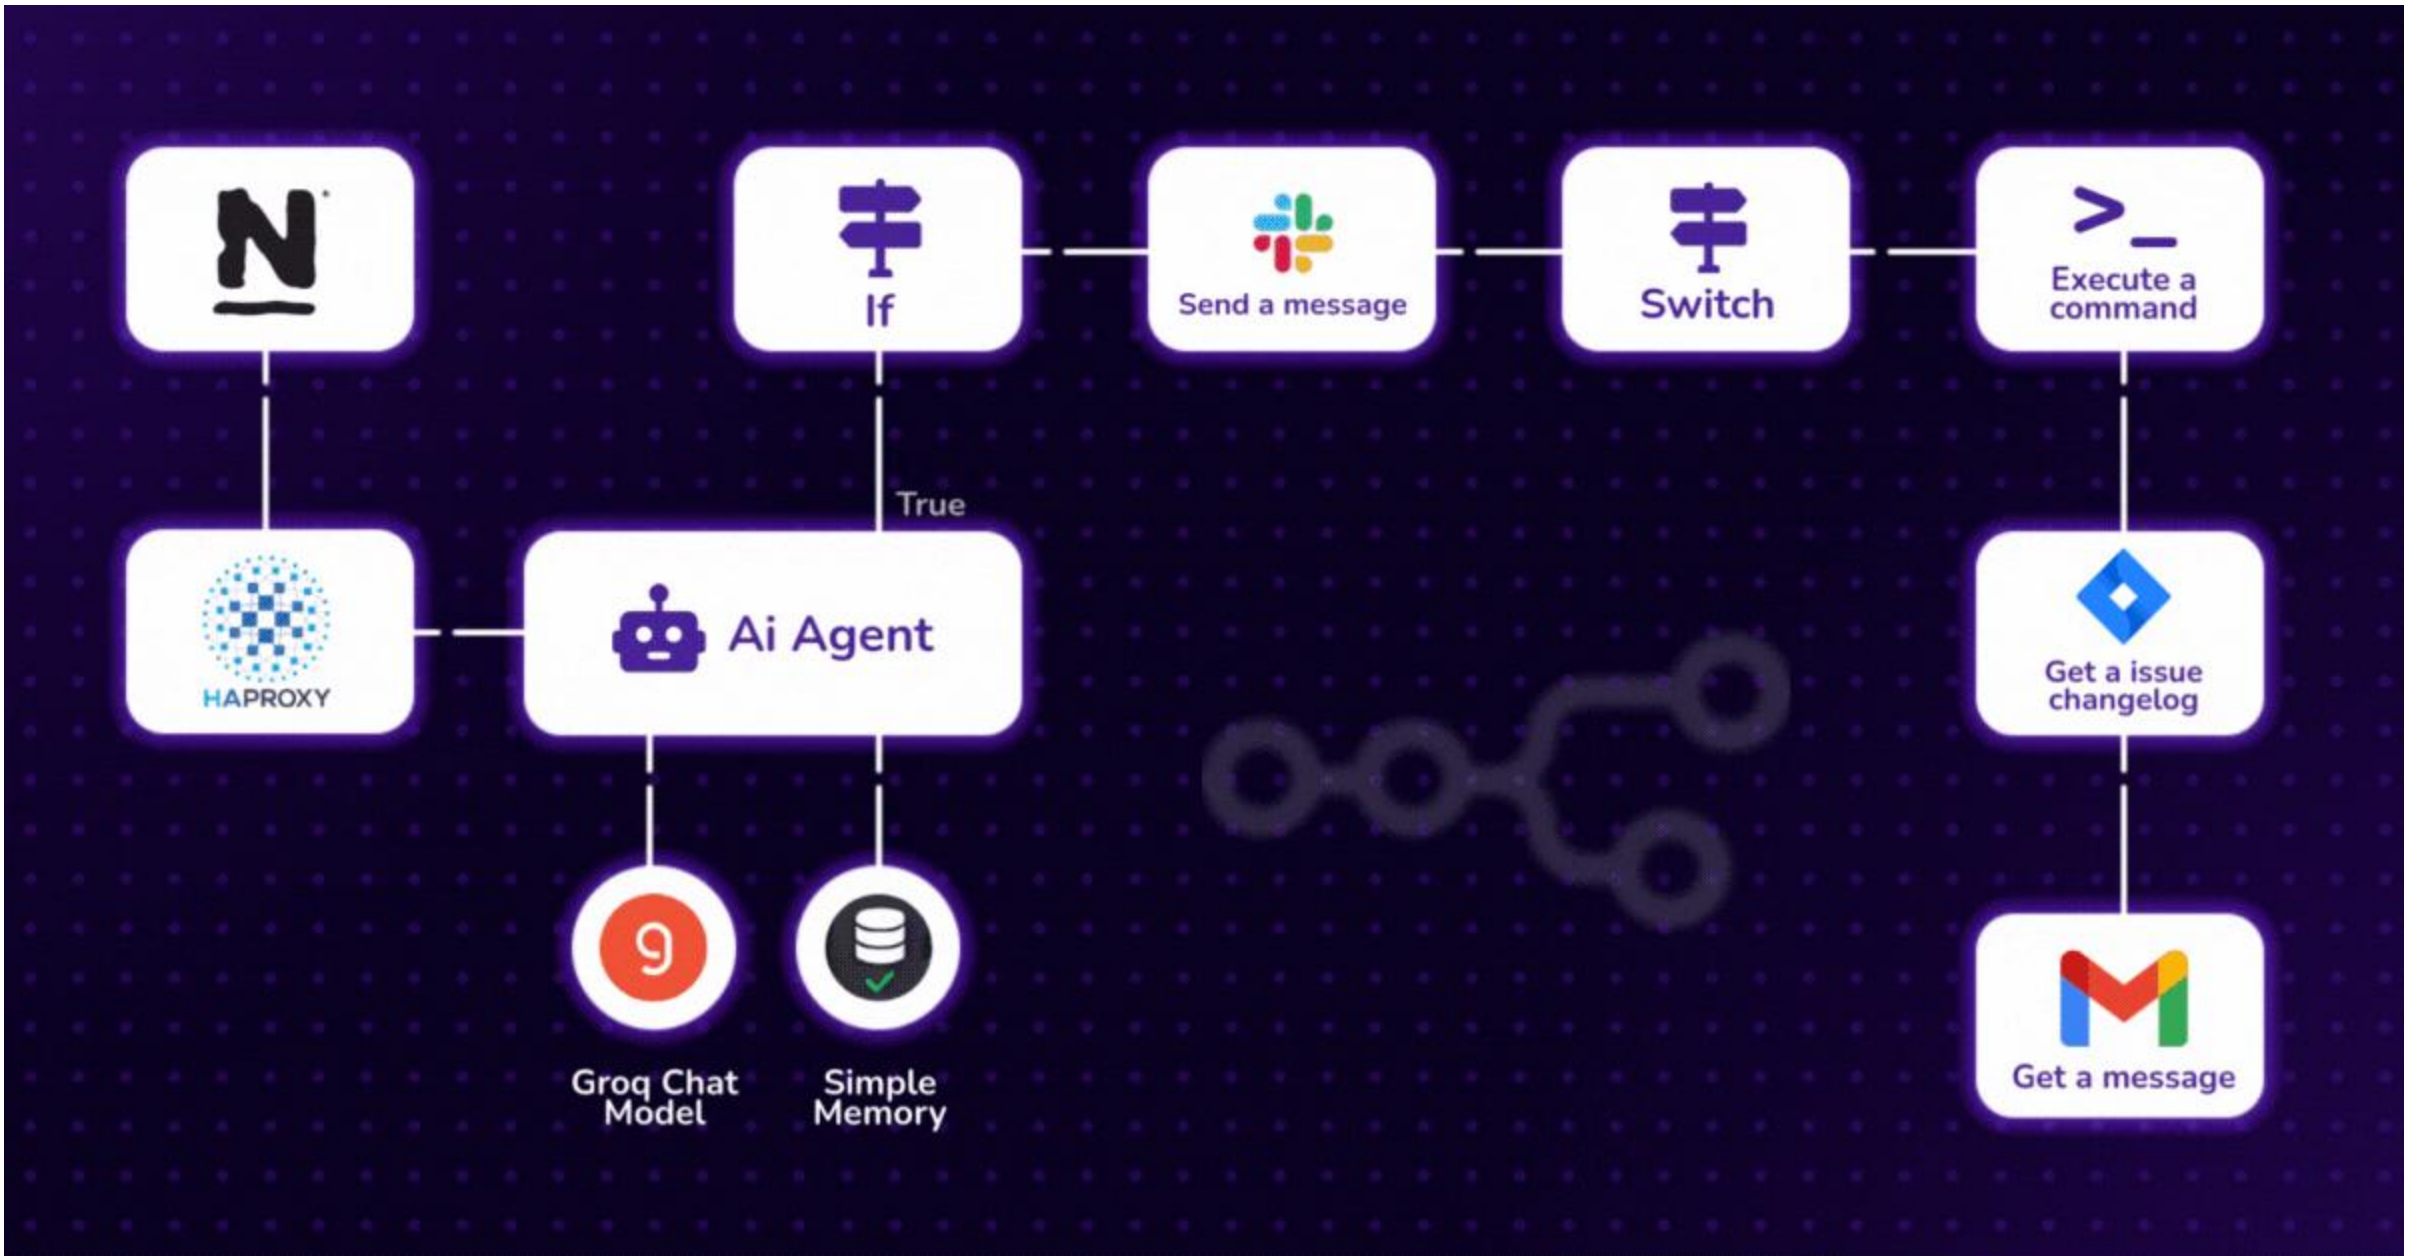 N
If
Send a message
Switch
>_
Execute a
command
True
HAPROXY
Ai Agent
Get a issue
changelog
g
Groq Chat
Model
Simple
Memory
Get a message